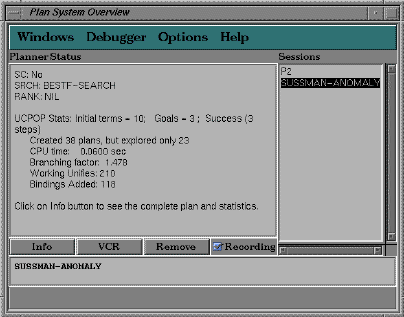 Plan System Overview
Windows Debugger Options Help
Planner Status
Sessions
SC: No
SRCH: BESTF-SEARCH
RANK: NIL
UCPOP Stats: Initial terms = 10; Goals = 3 ; Success (3
steps)
Created 38 plans, but explored only 23
CPU time: 0.0600 sec
Branching factor: 1.478
Working Unifies: 210
Bindings Added: 118
Click on Info button to see the complete plan and statistics.
P2
SUSSMAN-ANOMALY
Info VCR Remove Recording
SUSSMAN-ANOMALY